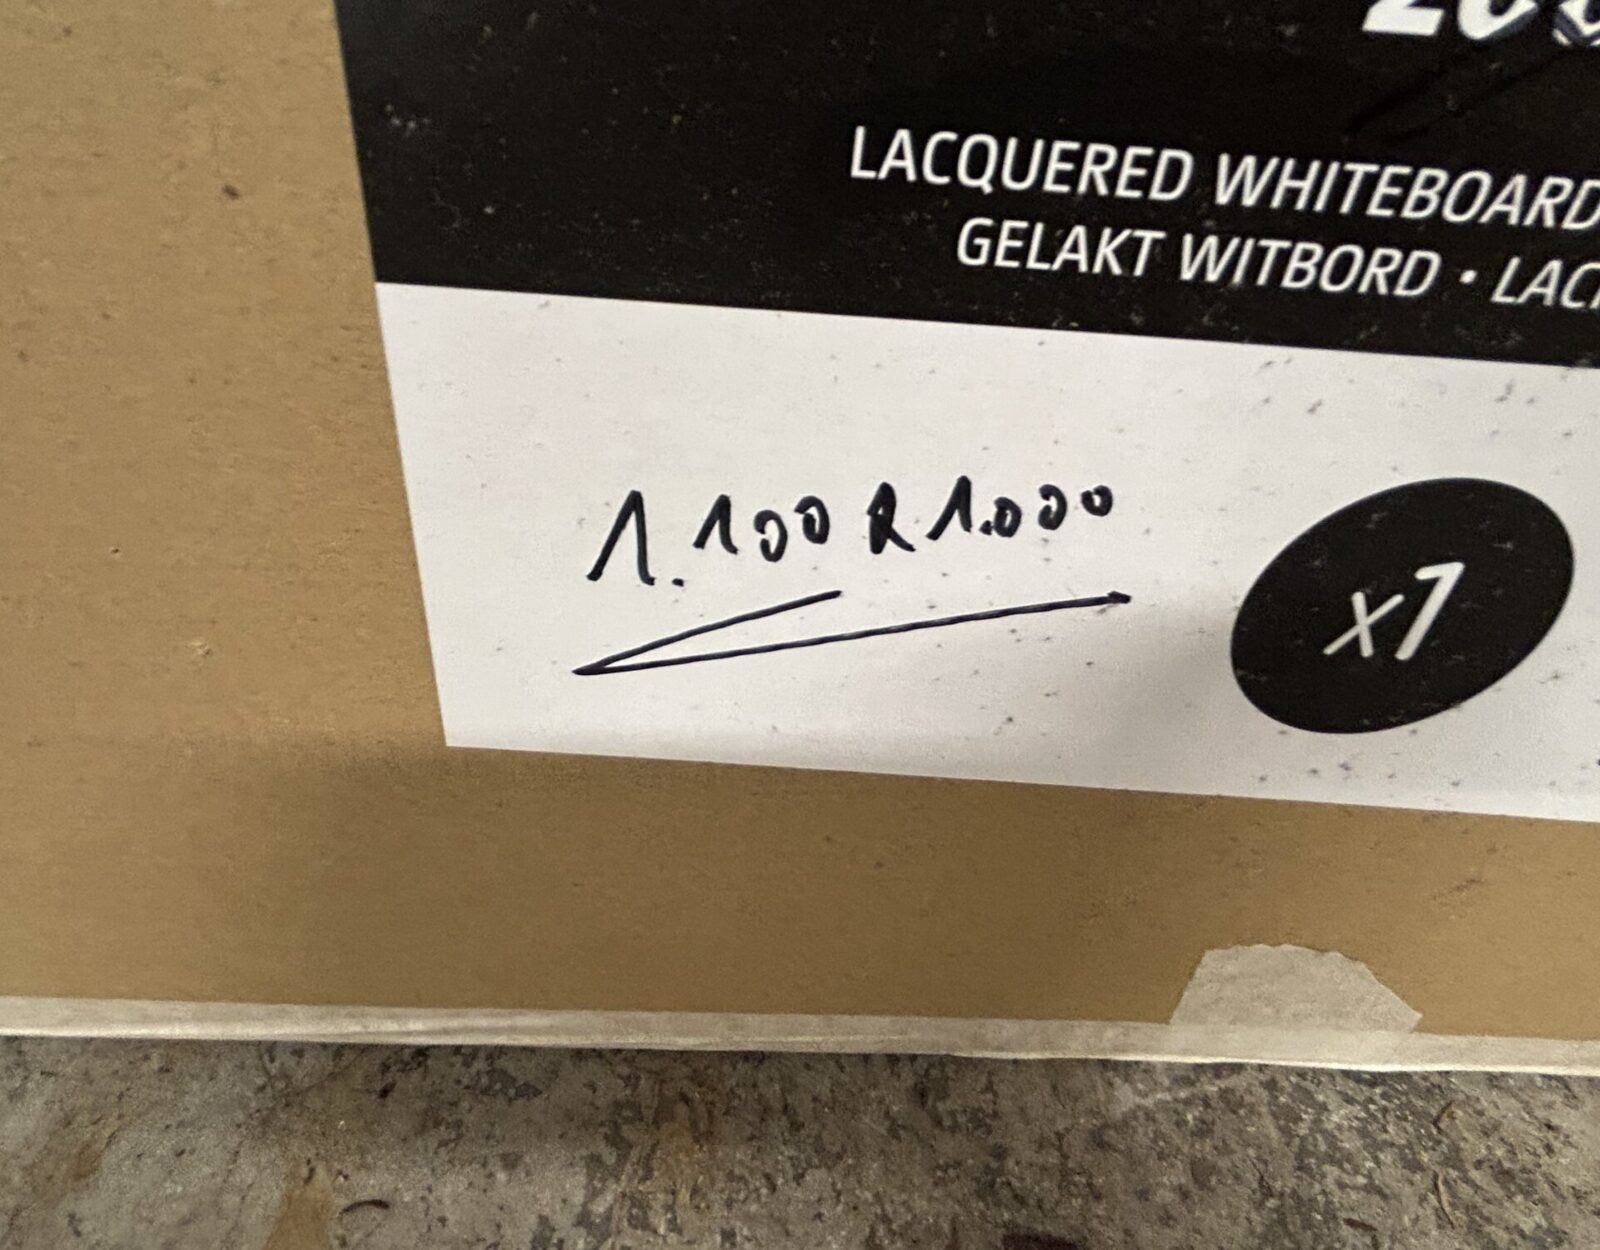 LACQUERED WHITEBOARD
GELAKT WITBORD •
1.100 R 1.000
x1